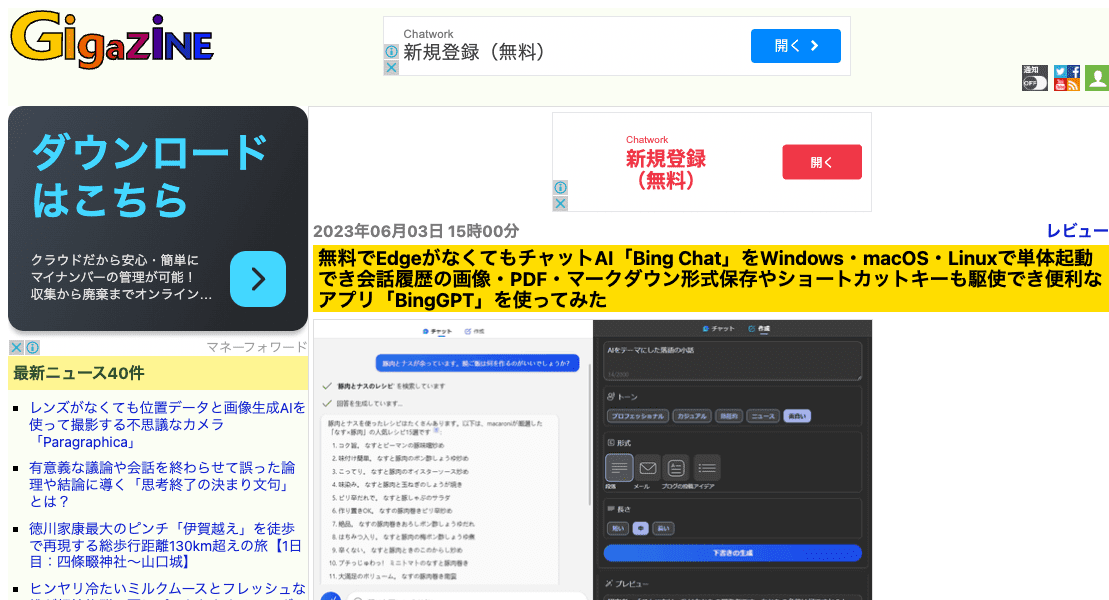 GIGAZINE
Chatwork
新規登録（無料）
開く
通知
OFF
ダウンロード
はこちら
クラウドだから安心・簡単に
マイナンバーの管理が可能！
収集から廃棄までオンライン...
マネーフォワード
Chatwork
新規登録
（無料）
開く
2023年06月03日 15時00分
レビュー
無料でEdgeがなくてもチャットAI「Bing Chat」をWindows・macOS・Linuxで単体起動
でき会話履歴の画像・PDF・マークダウン形式保存やショートカットキーも駆使でき便利な
アプリ「BingGPT」を使ってみた
最新ニュース40件
レンズがなくても位置データと画像生成AIを
使って撮影する不思議なカメラ
「Paragraphica」
有意義な議論や会話を終わらせて誤った論
理や結論に導く「思考終了の決まり文句」
とは？
徳川家康最大のピンチ「伊賀越え」を徒歩
で再現する総歩行距離130km超えの旅【1日
目：四條畷神社～山口城】
ヒンヤリ冷たいミルクムースとフレッシュな
チャット
作成
豚肉とナスが余っています。晩ご飯は何を作るのがいいでしょうか?
豚肉とナスのレシピ を検索しています
回答を生成しています...
豚肉とナスを使ったレシピはたくさんあります。以下は、macaroniが厳選した
「なす×豚肉」の人気レシピ15選です
1. コク旨。なすとピーマンの豚味噌炒め
2. 味付け簡単。なすと豚肉のポン酢しょうゆ炒め
3. こってり。なすと豚肉のオイスターソース炒め
4. 味染み。なすと豚肉と玉ねぎのしょうが焼き
5. ピリ辛だれで。なすと豚しゃぶのサラダ
6. 作り置きOK。なすの豚肉巻きピリ辛炒め
7. 絶品。なすの豚肉巻きおろしポン酢しょうゆだれ
8. はちみつ入り。なすと豚肉の梅ポン酢しょうゆ煮
9. 辛くない。なすと豚肉ときのこのからし炒め
10. プチっじゅわっ！ミニトマトのなすと豚肉巻き
11. 大満足のボリューム。なすの豚肉巻き南蛮
チャット
作成
AIをテーマにした落語の小話
14/2000
トーン
プロフェッショナル
カジュアル
熱狂的
ニュース
面白い
形式
段落
メール
ブログの投稿
アイデア
長さ
短い
中
長い
下書きの生成
プレビュー